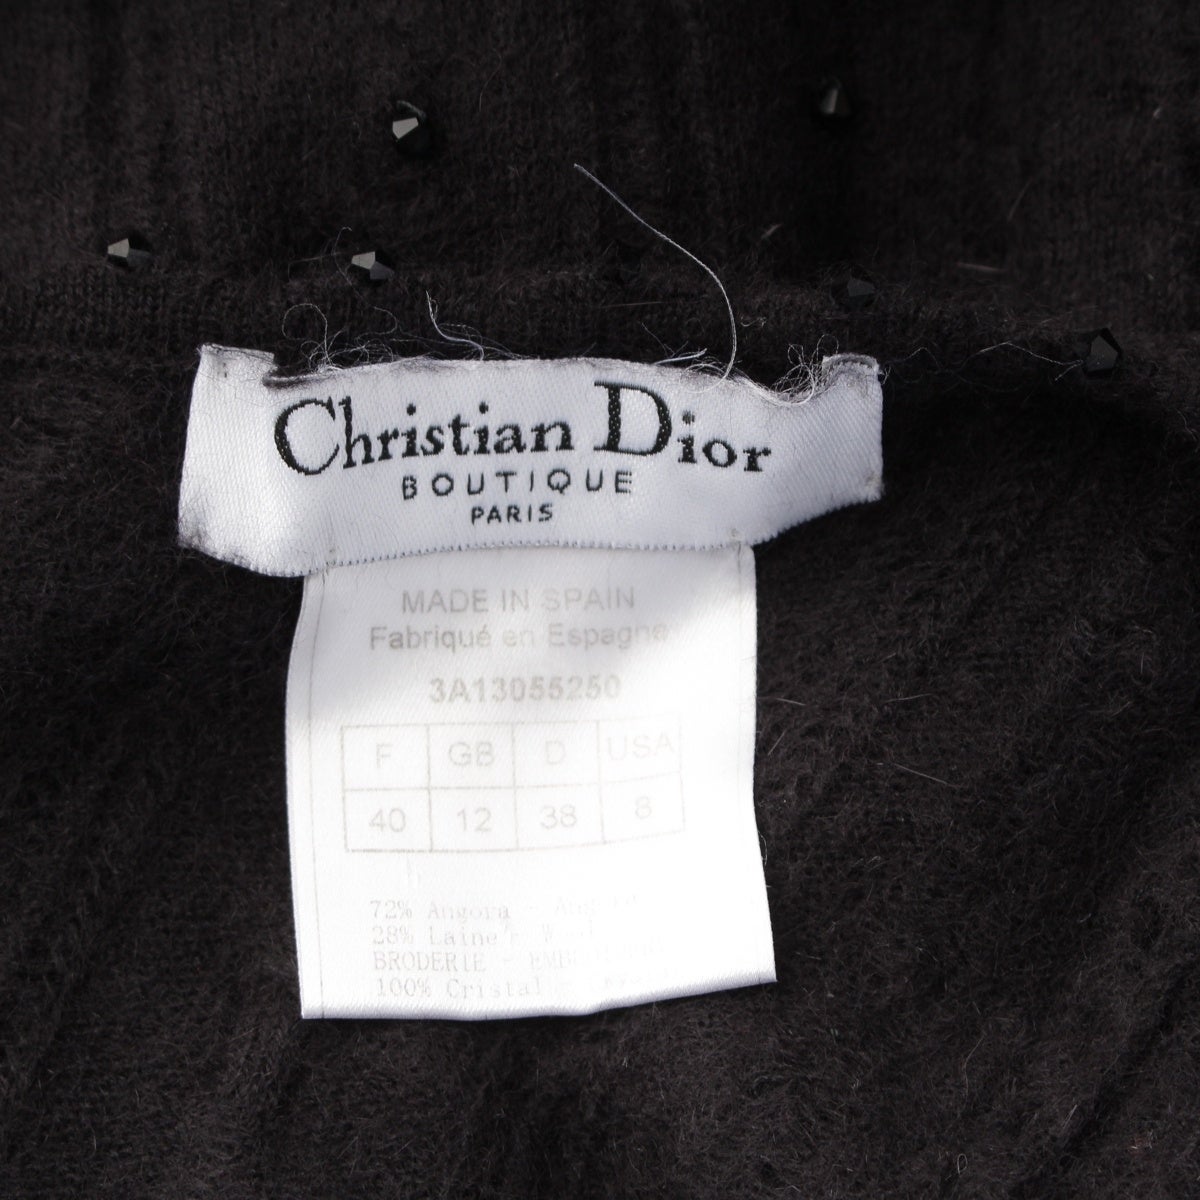 Christian Dior
BOUTIQUE
PARIS
MADE IN SPAIN
Fabriqué en Espagne
3A13055250
F GB D USA
40 12 38 8
72% Angora -
28% Laine -
BRODERIE -
100% Cristal -